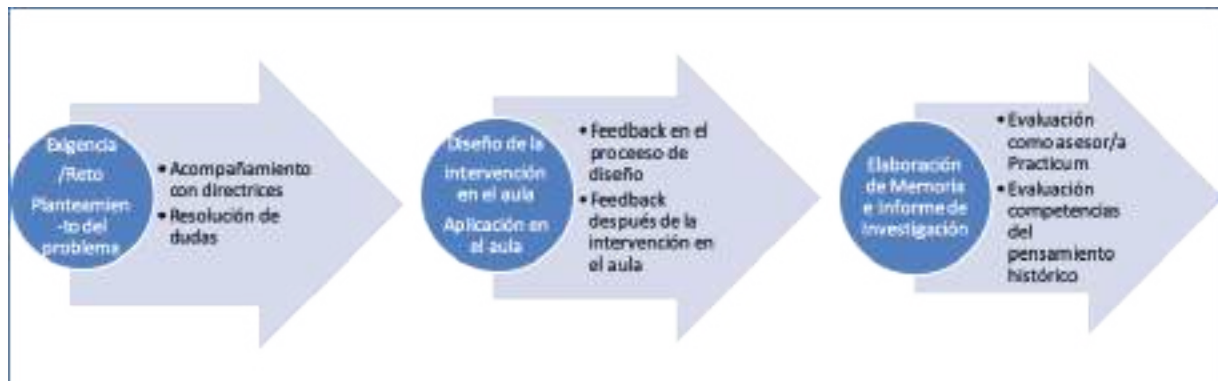 Exigencia
/Reto
Planteamien
-to del
problema
• Acompañamiento
con directrices
• Resolución de
dudas
Diseño de la
intervención
en el aula
Aplicación en
el aula
• Feedback en el
proceeso de
diseño
• Feedback
después de la
intervención en
el aula
Elaboración
de Memoria
e Informe de
Investigación
• Evaluación
como asesor/a
Practicum
• Evaluación
competencias
del
pensamiento
histórico